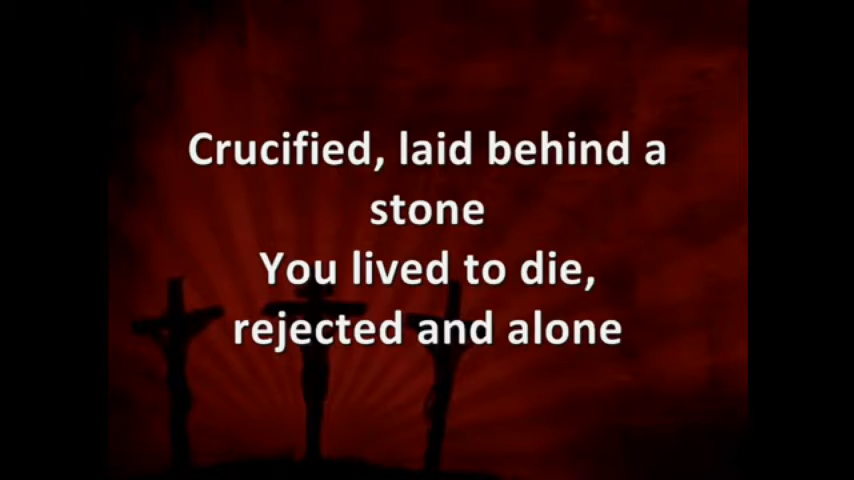 Crucified, laid behind a
stone
You lived to die,
rejected and alone